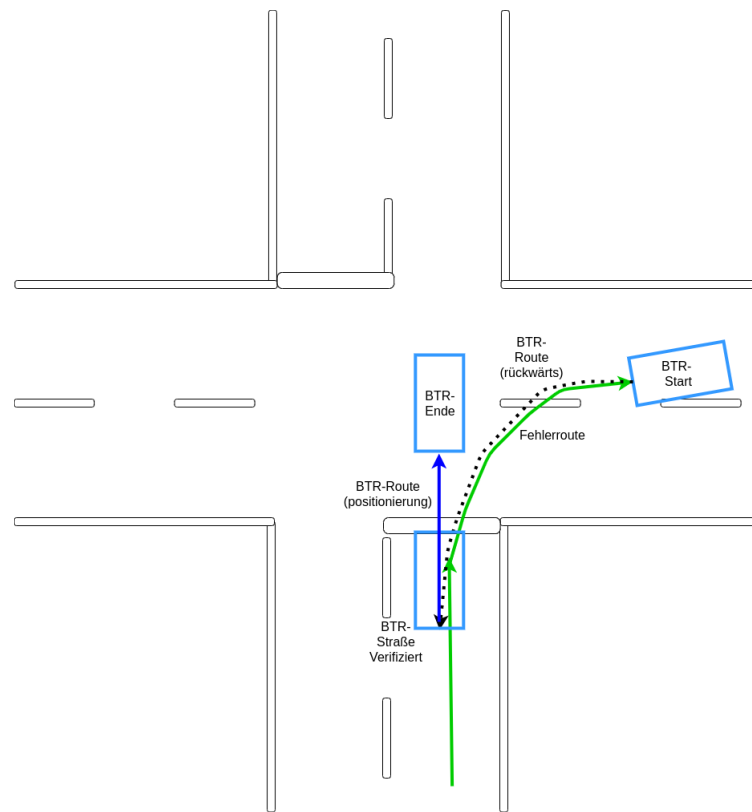 BTR-
Route
(rückwärts)
BTR-
Start
BTR-
Ende
Fehlerroute
BTR-Route
(positionierung)
BTR-
Straße
Verifiziert